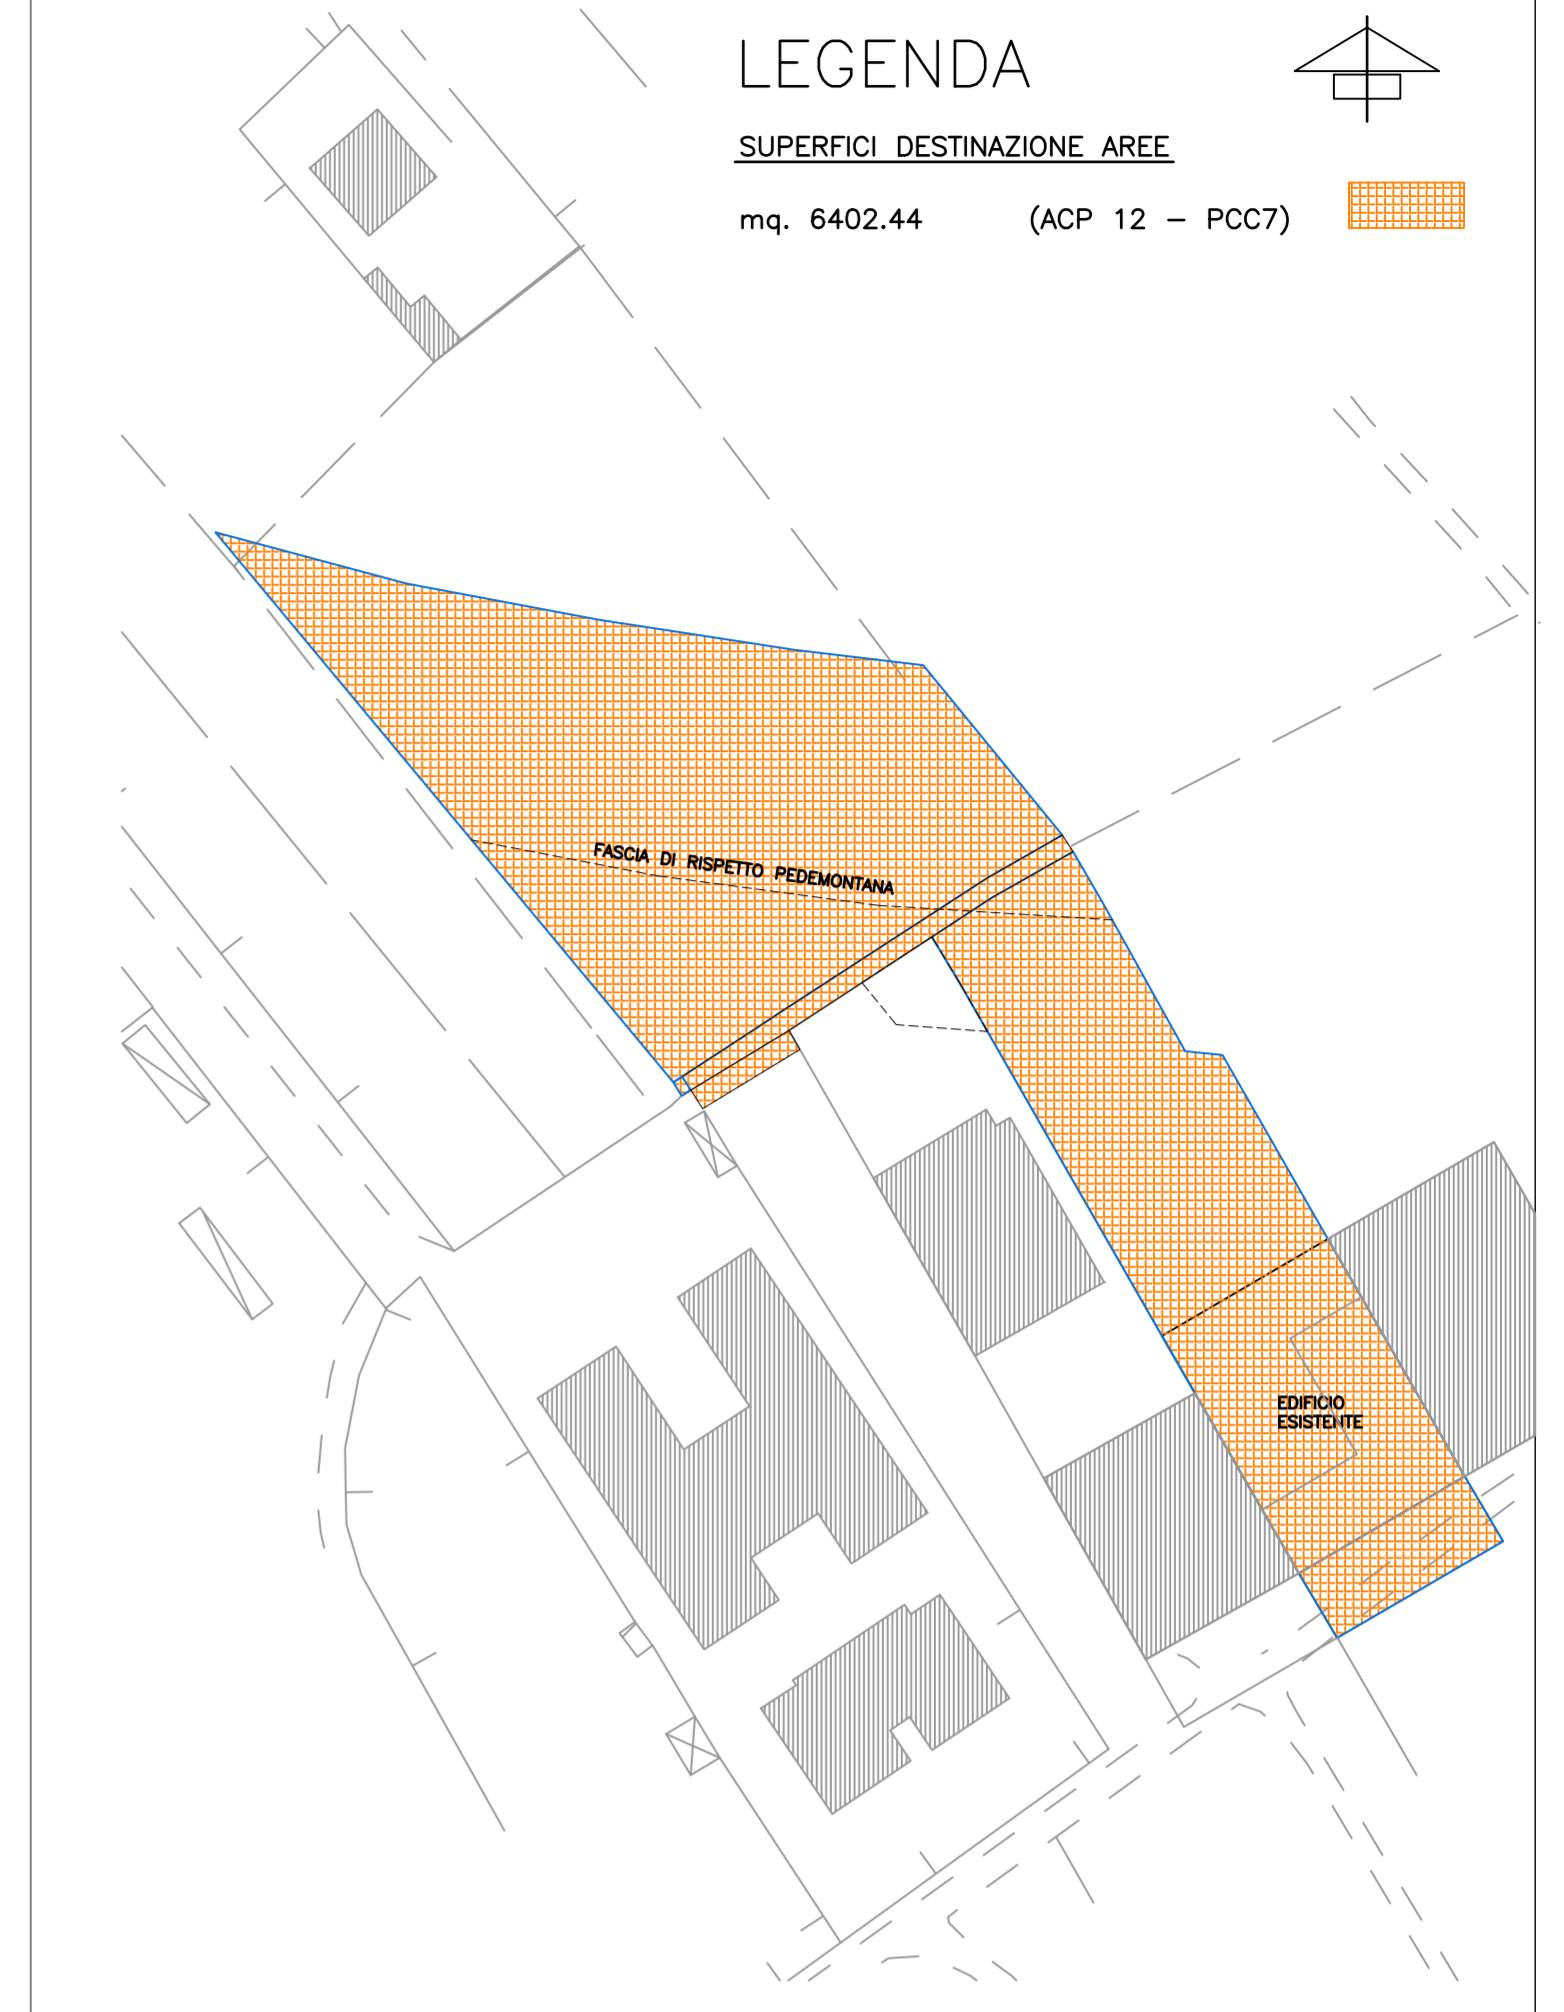 LEGENDA
SUPERFICI DESTINAZIONE AREE
mq. 6402.44 (ACP 12 – PCC7)
FASCIA DI RISPETTO PEDEMONTANA
EDIFICIO
ESISTENTE